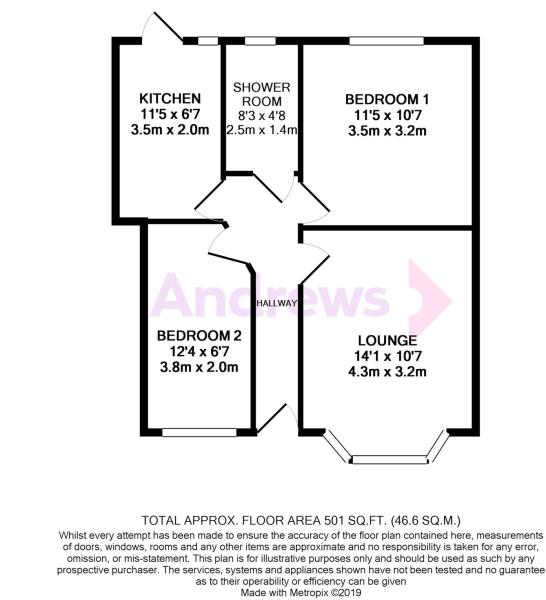 KITCHEN
11'5 x 6'7
3.5m x 2.0m
SHOWER
ROOM
8'3 x 4'8
2.5m x 1.4m
BEDROOM 1
11'5 x 10'7
3.5m x 3.2m
HALLWAY
Andrews
BEDROOM 2
12'4 x 6'7
3.8m x 2.0m
LOUNGE
14'1 x 10'7
4.3m x 3.2m
TOTAL APPROX. FLOOR AREA 501 SQ.FT. (46.6 SQ.M.)
Whilst every attempt has been made to ensure the accuracy of the floor plan contained here, measurements
of doors, windows, rooms and any other items are approximate and no responsibility is taken for any error,
omission, or mis-statement. This plan is for illustrative purposes only and should be used as such by any
prospective purchaser. The services, systems and appliances shown have not been tested and no guarantee
as to their operability or efficiency can be given
Made with Metropix ©2019